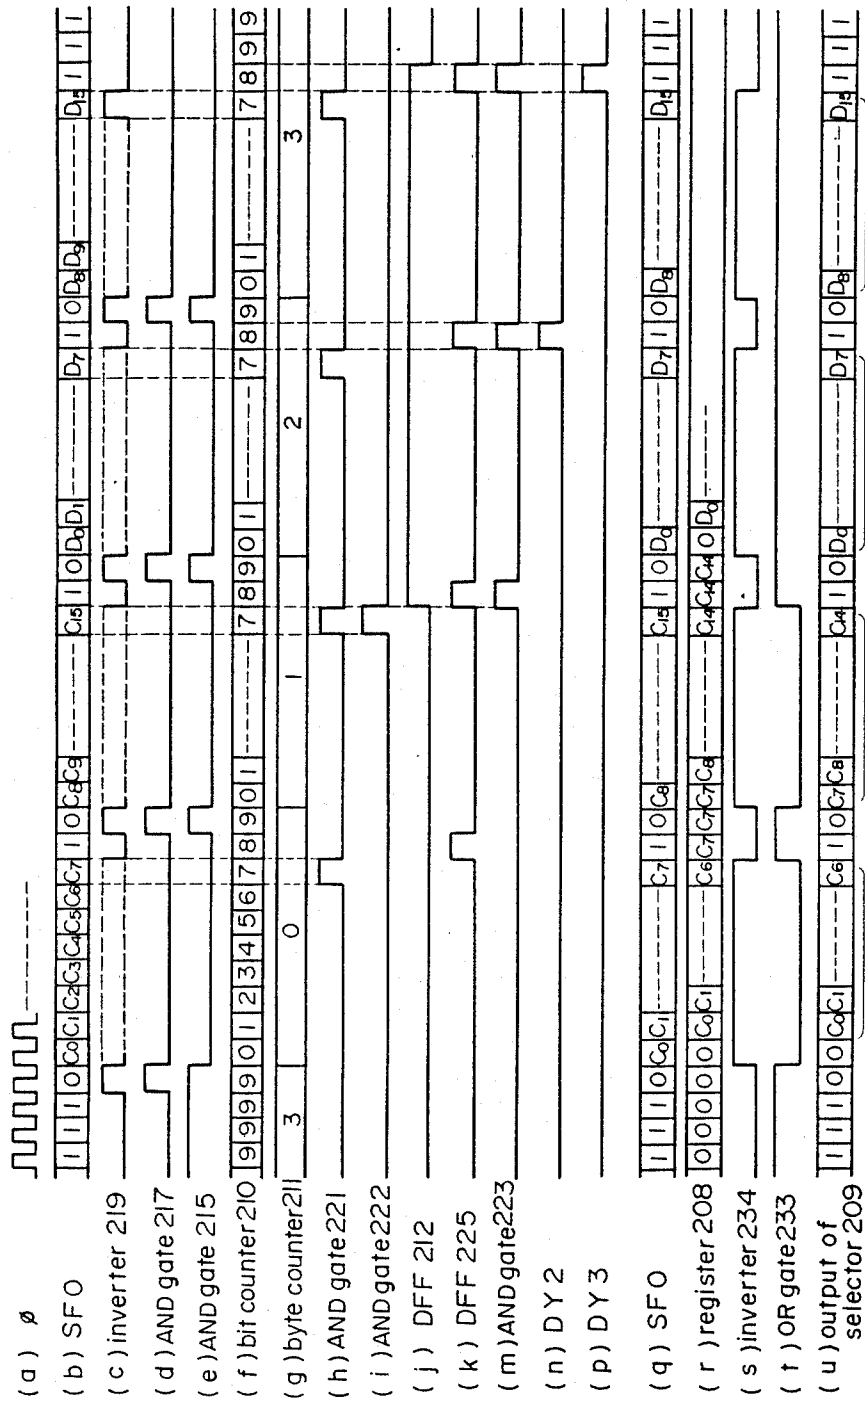 (a) ø
(b) SFO 1 1 1 0 C0 C1 C2 C3 C4 C5 C6 C7 1 0 C8 C9 C15 1 0 D0 D1 D7 1 0 D8 D9 D15 1 1 1
(c) inverter 219
(d) AND gate 217
(e) AND gate 215
(f) bit counter 210 9 9 9 9 0 1 2 3 4 5 6 7 8 9 0 1 7 8 9 0 1 7 8 9 0 1 7 8 9 9
(g) byte counter 211 3 0 1 2 3
(h) AND gate 221
(i) AND gate 222
(j) DFF 212
(k) DFF 225
(m) AND gate 223
(n) DY2
(p) DY3
(q) SFO 1 1 1 0 C0 C1 C7 1 0 C8 C15 1 0 D0 D7 1 0 D8 D15 1 1 1
(r) register 208 0 0 0 0 0 C0 C1 C6 C7 C7 C7 C8 C14 C14 C14 0 D0
(s) inverter 234
(t) OR gate 233
(u) output of 1 1 1 0 0 C0 C1 C6 1 0 C7 C8 C14 1 0 D0 D7 1 0 D8 D15 1 1 1
selector 209